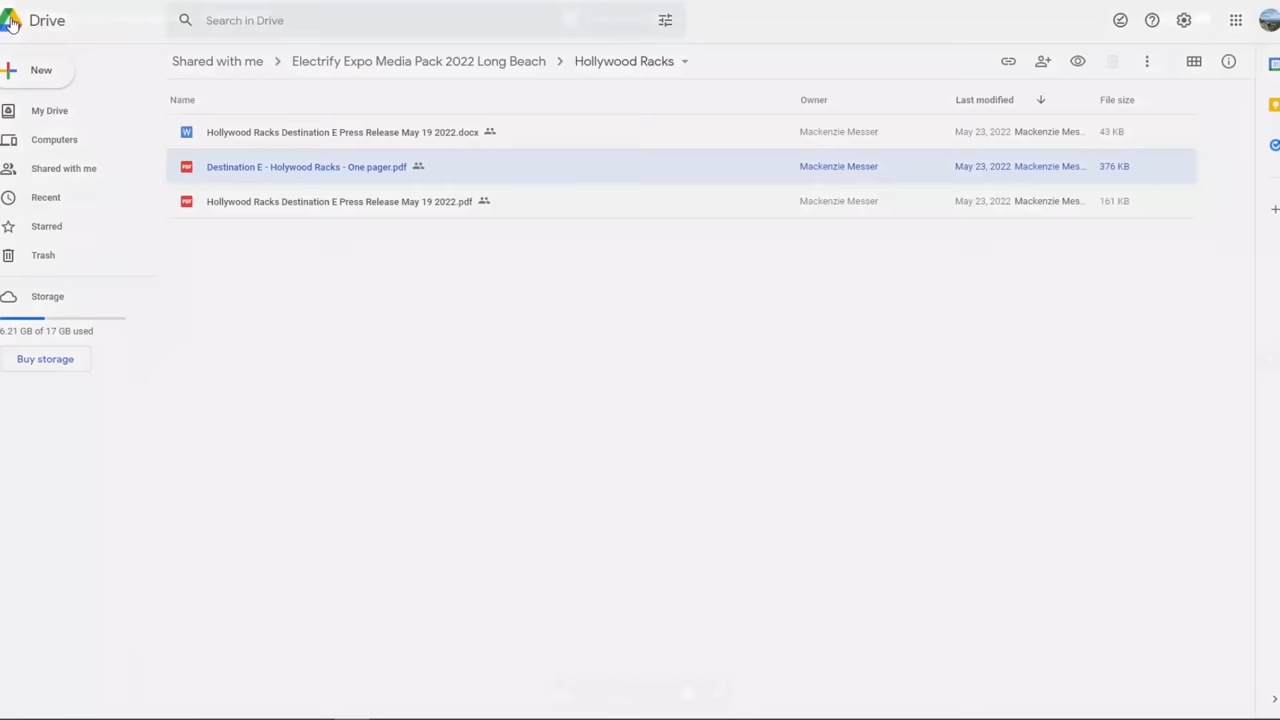 Drive
Search in Drive
New
Shared with me > Electrify Expo Media Pack 2022 Long Beach > Hollywood Racks
My Drive
Computers
Shared with me
Recent
Starred
Trash
Storage
6.21 GB of 17 GB used
Buy storage
Name Owner Last modified File size
W Hollywood Racks Destination E Press Release May 19 2022.docx Mackenzie Messer May 23, 2022 Mackenzie Mes... 43 KB
PDF Destination E - Holywood Racks - One pager.pdf Mackenzie Messer May 23, 2022 Mackenzie Mes... 376 KB
PDF Hollywood Racks Destination E Press Release May 19 2022.pdf Mackenzie Messer May 23, 2022 Mackenzie Mes... 161 KB